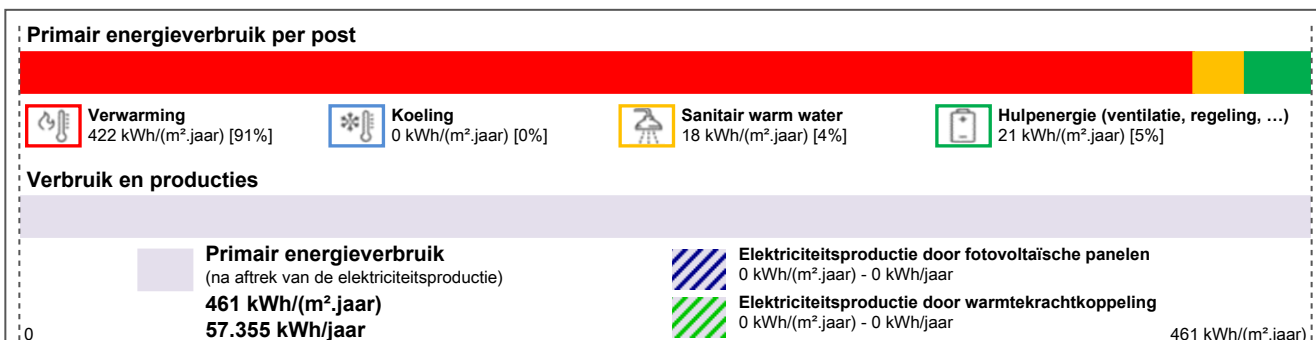 Primair energieverbruik per post
Verwarming
422 kWh/(m².jaar) [91%]
Koeling
0 kWh/(m².jaar) [0%]
Sanitair warm water
18 kWh/(m².jaar) [4%]
Hulpenergie (ventilatie, regeling, …)
21 kWh/(m².jaar) [5%]
Verbruik en producties
Primair energieverbruik
(na aftrek van de elektriciteitsproductie)
461 kWh/(m².jaar)
57.355 kWh/jaar
Elektriciteitsproductie door fotovoltaïsche panelen
0 kWh/(m².jaar) - 0 kWh/jaar
Elektriciteitsproductie door warmtekrachtkoppeling
0 kWh/(m².jaar) - 0 kWh/jaar
0
461 kWh/(m².jaar)